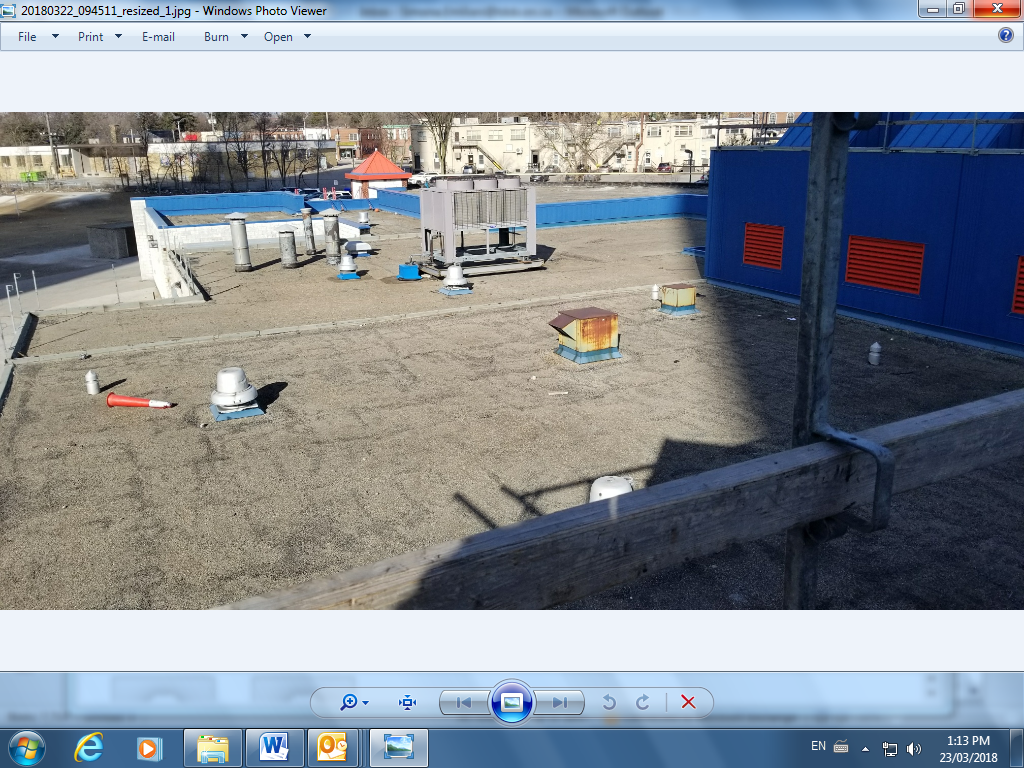 20180322_094511_resized_1.jpg - Windows Photo Viewer
File Print E-mail Burn Open
EN
1:13 PM
23/03/2018